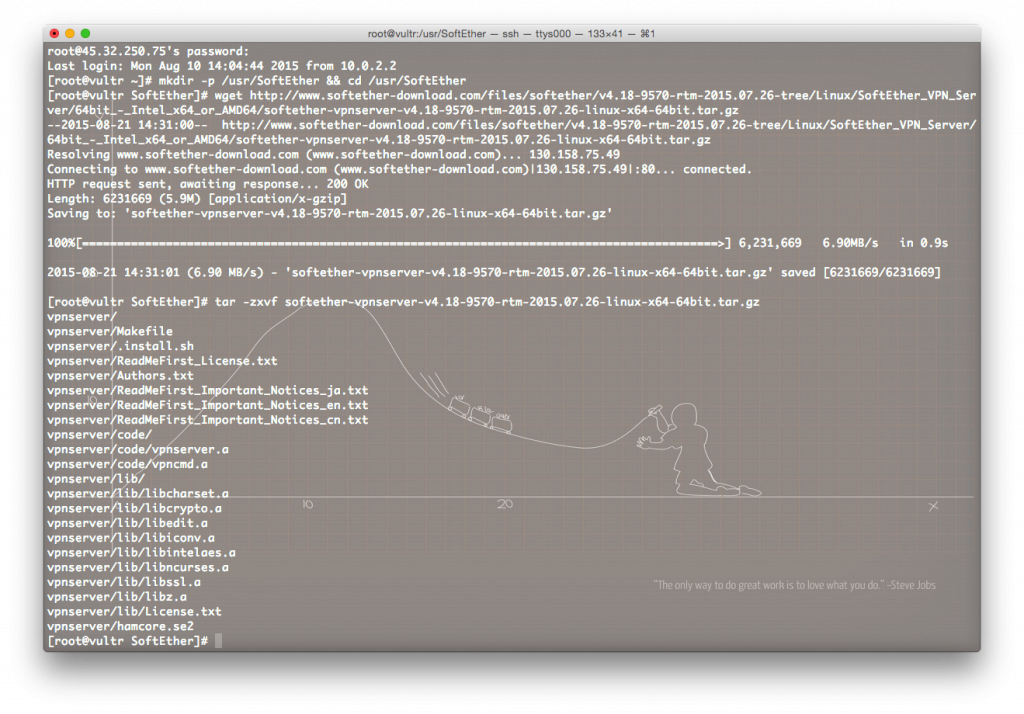 root@vultr:/usr/SoftEther — ssh — ttys000 — 133×41 — ⌘1
root@45.32.250.75's password:
Last login: Mon Aug 10 14:04:44 2015 from 10.0.2.2
[root@vultr ~]# mkdir -p /usr/SoftEther && cd /usr/SoftEther
[root@vultr SoftEther]# wget http://www.softether-download.com/files/softether/v4.18-9570-rtm-2015.07.26-tree/Linux/SoftEther_VPN_Ser
ver/64bit_-_Intel_x64_or_AMD64/softether-vpnserver-v4.18-9570-rtm-2015.07.26-linux-x64-64bit.tar.gz
--2015-08-21 14:31:00--  http://www.softether-download.com/files/softether/v4.18-9570-rtm-2015.07.26-tree/Linux/SoftEther_VPN_Server/
64bit_-_Intel_x64_or_AMD64/softether-vpnserver-v4.18-9570-rtm-2015.07.26-linux-x64-64bit.tar.gz
Resolving www.softether-download.com (www.softether-download.com)... 130.158.75.49
Connecting to www.softether-download.com (www.softether-download.com)|130.158.75.49|:80... connected.
HTTP request sent, awaiting response... 200 OK
Length: 6231669 (5.9M) [application/x-gzip]
Saving to: 'softether-vpnserver-v4.18-9570-rtm-2015.07.26-linux-x64-64bit.tar.gz'
100%[======================================================================================>] 6,231,669   6.90MB/s   in 0.9s
2015-08-21 14:31:01 (6.90 MB/s) - 'softether-vpnserver-v4.18-9570-rtm-2015.07.26-linux-x64-64bit.tar.gz' saved [6231669/6231669]
[root@vultr SoftEther]# tar -zxvf softether-vpnserver-v4.18-9570-rtm-2015.07.26-linux-x64-64bit.tar.gz
vpnserver/
vpnserver/Makefile
vpnserver/.install.sh
vpnserver/ReadMeFirst_License.txt
vpnserver/Authors.txt
vpnserver/ReadMeFirst_Important_Notices_ja.txt
10
vpnserver/ReadMeFirst_Important_Notices_en.txt
vpnserver/ReadMeFirst_Important_Notices_cn.txt
vpnserver/code/
vpnserver/code/vpnserver.a
vpnserver/code/vpncmd.a
vpnserver/lib/
vpnserver/lib/libcharset.a
10 20 X
vpnserver/lib/libcrypto.a
vpnserver/lib/libedit.a
vpnserver/lib/libiconv.a
vpnserver/lib/libintelaes.a
vpnserver/lib/libncurses.a
vpnserver/lib/libssl.a
"The only way to do great work is to love what you do." -Steve Jobs
vpnserver/lib/libz.a
vpnserver/lib/License.txt
vpnserver/hamcore.se2
[root@vultr SoftEther]#